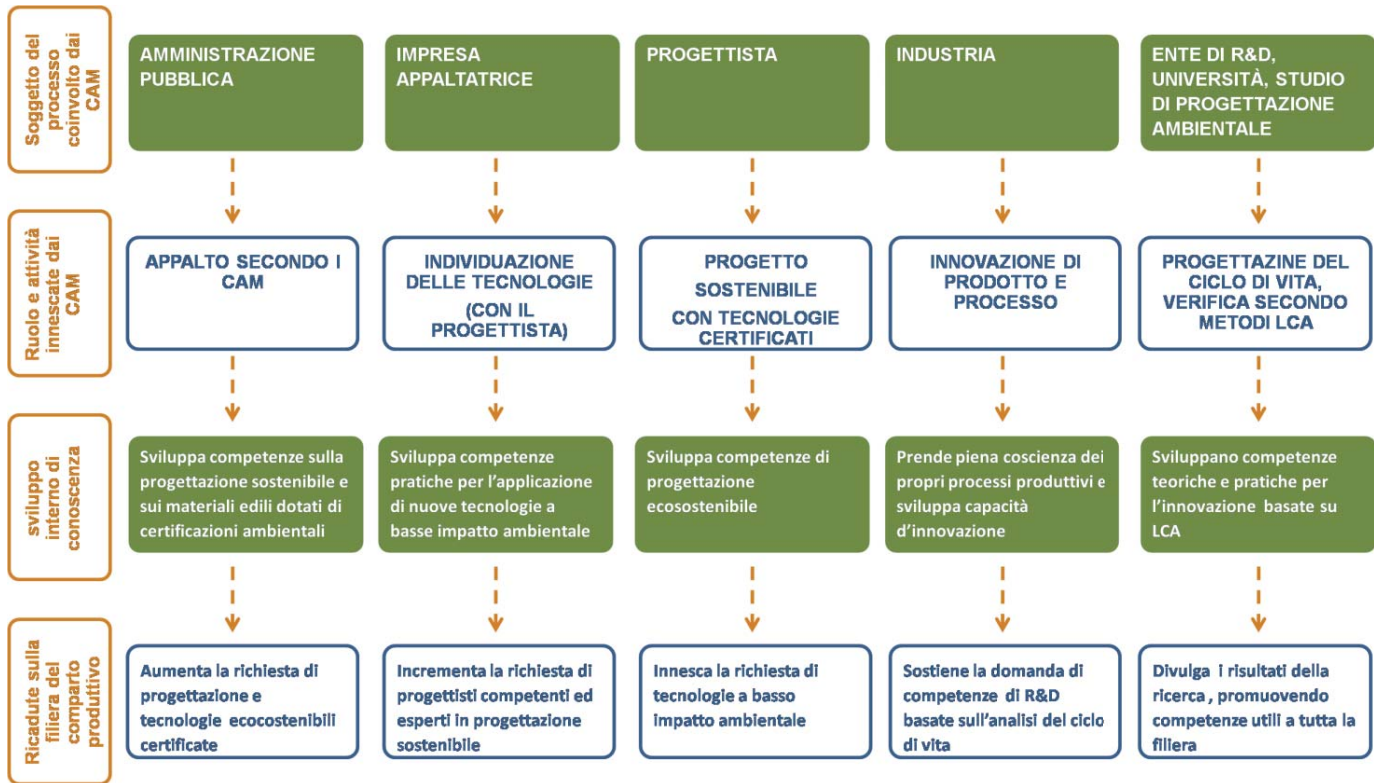 Soggetto del
processo
coinvolto dai
CAM
AMMINISTRAZIONE
PUBBLICA
IMPRESA
APPALTATRICE
PROGETTISTA
INDUSTRIA
ENTE DI R&D,
UNIVERSITÀ, STUDIO
DI PROGETTAZIONE
AMBIENTALE
Ruolo e attività
innescate dai
CAM
APPALTO SECONDO I
CAM
INDIVIDUAZIONE
DELLE TECNOLOGIE
(CON IL
PROGETTISTA)
PROGETTO
SOSTENIBILE
CON TECNOLOGIE
CERTIFICATI
INNOVAZIONE DI
PRODOTTO E
PROCESSO
PROGETTAZINE DEL
CICLO DI VITA,
VERIFICA SECONDO
METODI LCA
sviluppo
interno di
conoscenza
Sviluppa competenze sulla
progettazione sostenibile e
sui materiali edili dotati di
certificazioni ambientali
Sviluppa competenze
pratiche per l'applicazione
di nuove tecnologie a
basse impatto ambientale
Sviluppa competenze di
progettazione
ecosostenibile
Prende piena coscienza dei
propri processi produttivi e
sviluppa capacità
d'innovazione
Sviluppano competenze
teoriche e pratiche per
l'innovazione basate su
LCA
Ricadute sulla
filiera del
comparto
produttivo
Aumenta la richiesta di
progettazione e
tecnologie ecocostenibili
certificate
Incrementa la richiesta di
progettisti competenti ed
esperti in progettazione
sostenibile
Innesca la richiesta di
tecnologie a basso
impatto ambientale
Sostiene la domanda di
competenze di R&D
basate sull'analisi del ciclo
di vita
Divulga i risultati della
ricerca , promuovendo
competenze utili a tutta la
filiera